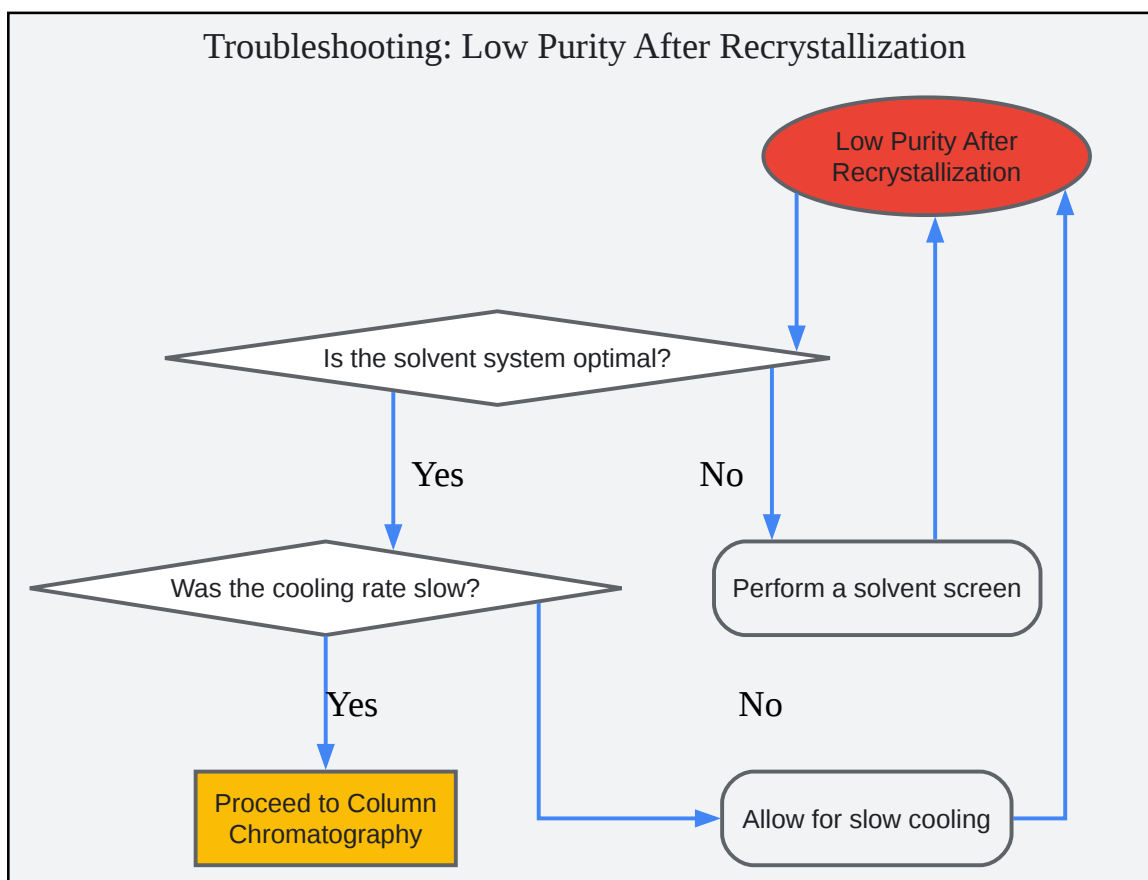 Troubleshooting: Low Purity After Recrystallization
Low Purity After
Recrystallization
Is the solvent system optimal?
Yes
No
Was the cooling rate slow?
Perform a solvent screen
Yes
No
Proceed to Column
Chromatography
Allow for slow cooling